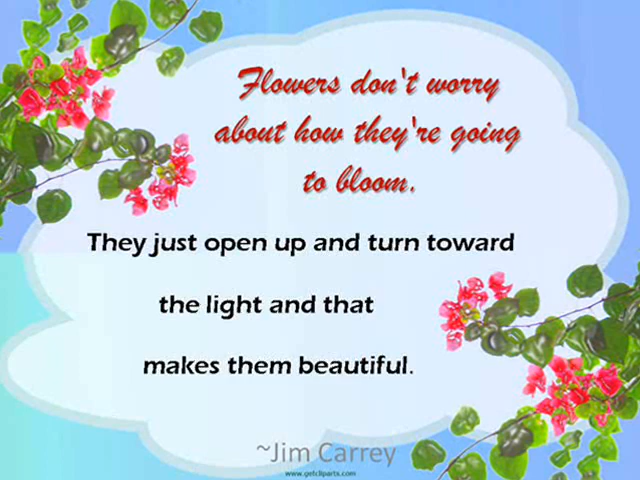 Flowers don't worry
about how they're going
to bloom.
They just open up and turn toward
the light and that
makes them beautiful.
~Jim Carrey
www.getcliparts.com